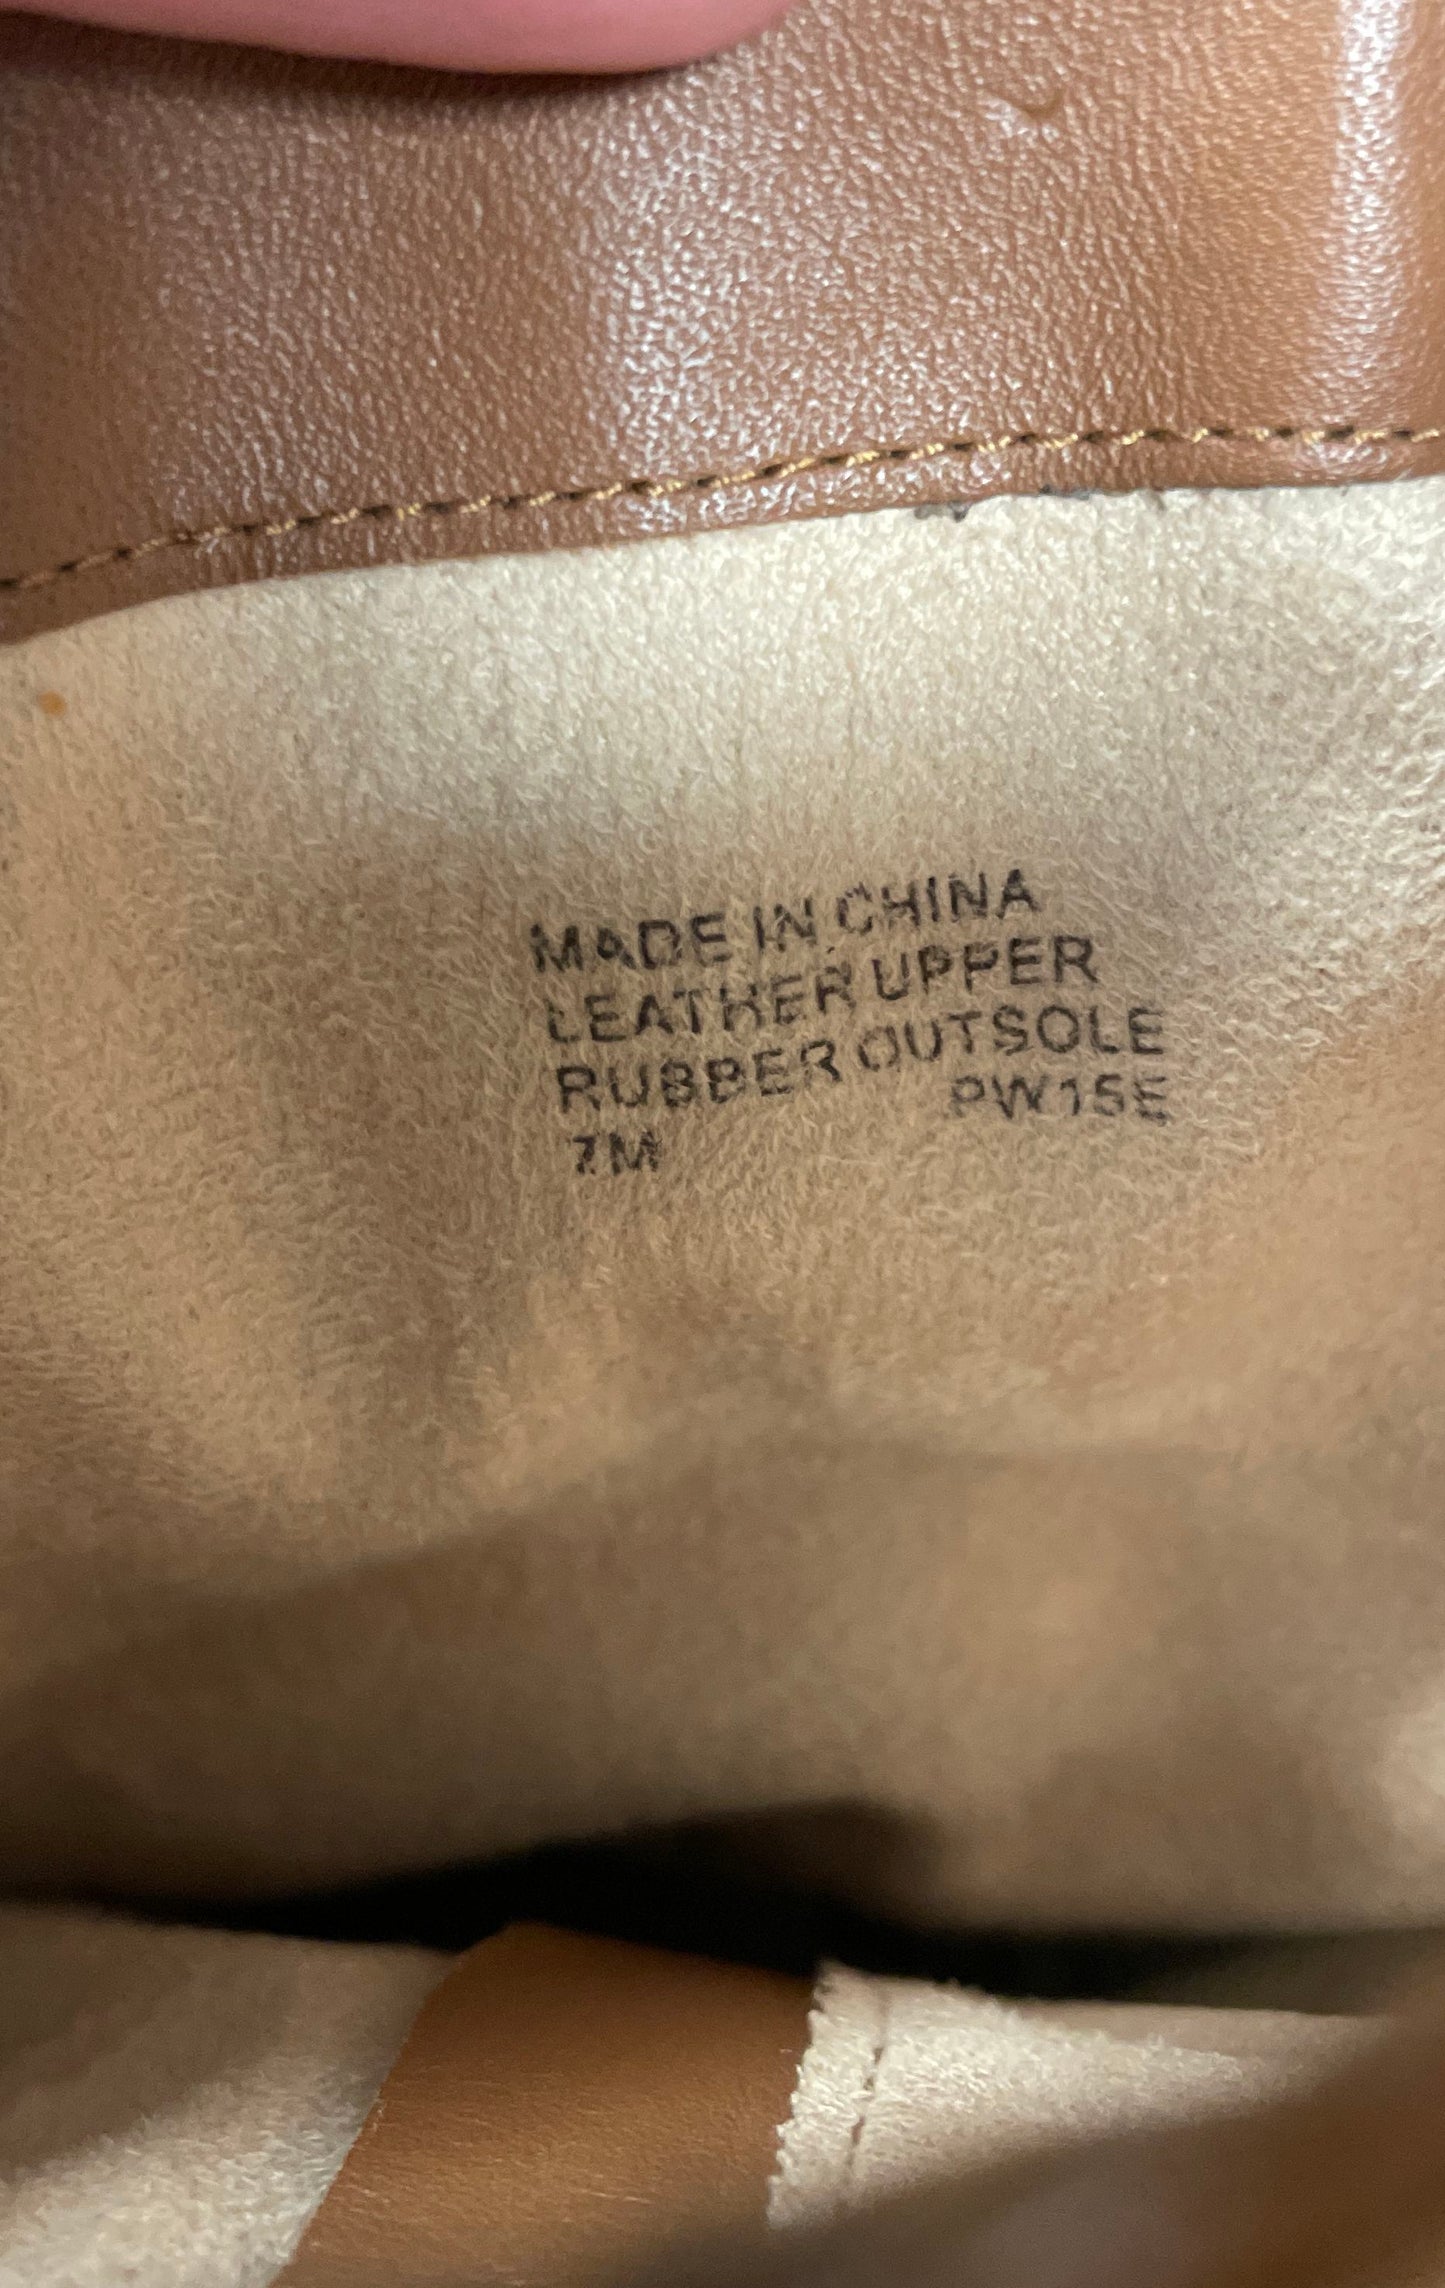 MADE IN CHINA
LEATHER UPPER
RUBBER OUTSOLE
PW15E
7M